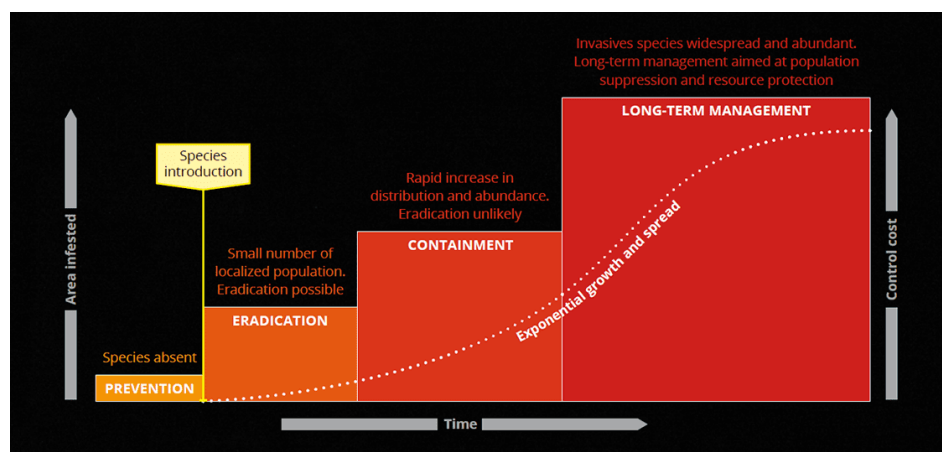 Invasives species widespread and abundant.
Long-term management aimed at population
suppression and resource protection
LONG-TERM MANAGEMENT
Species
introduction
Rapid increase in
distribution and abundance.
Eradication unlikely
CONTAINMENT
Small number of
localized population.
Eradication possible
ERADICATION
Species absent
PREVENTION
Exponential growth and spread
Area infested
Control cost
Time